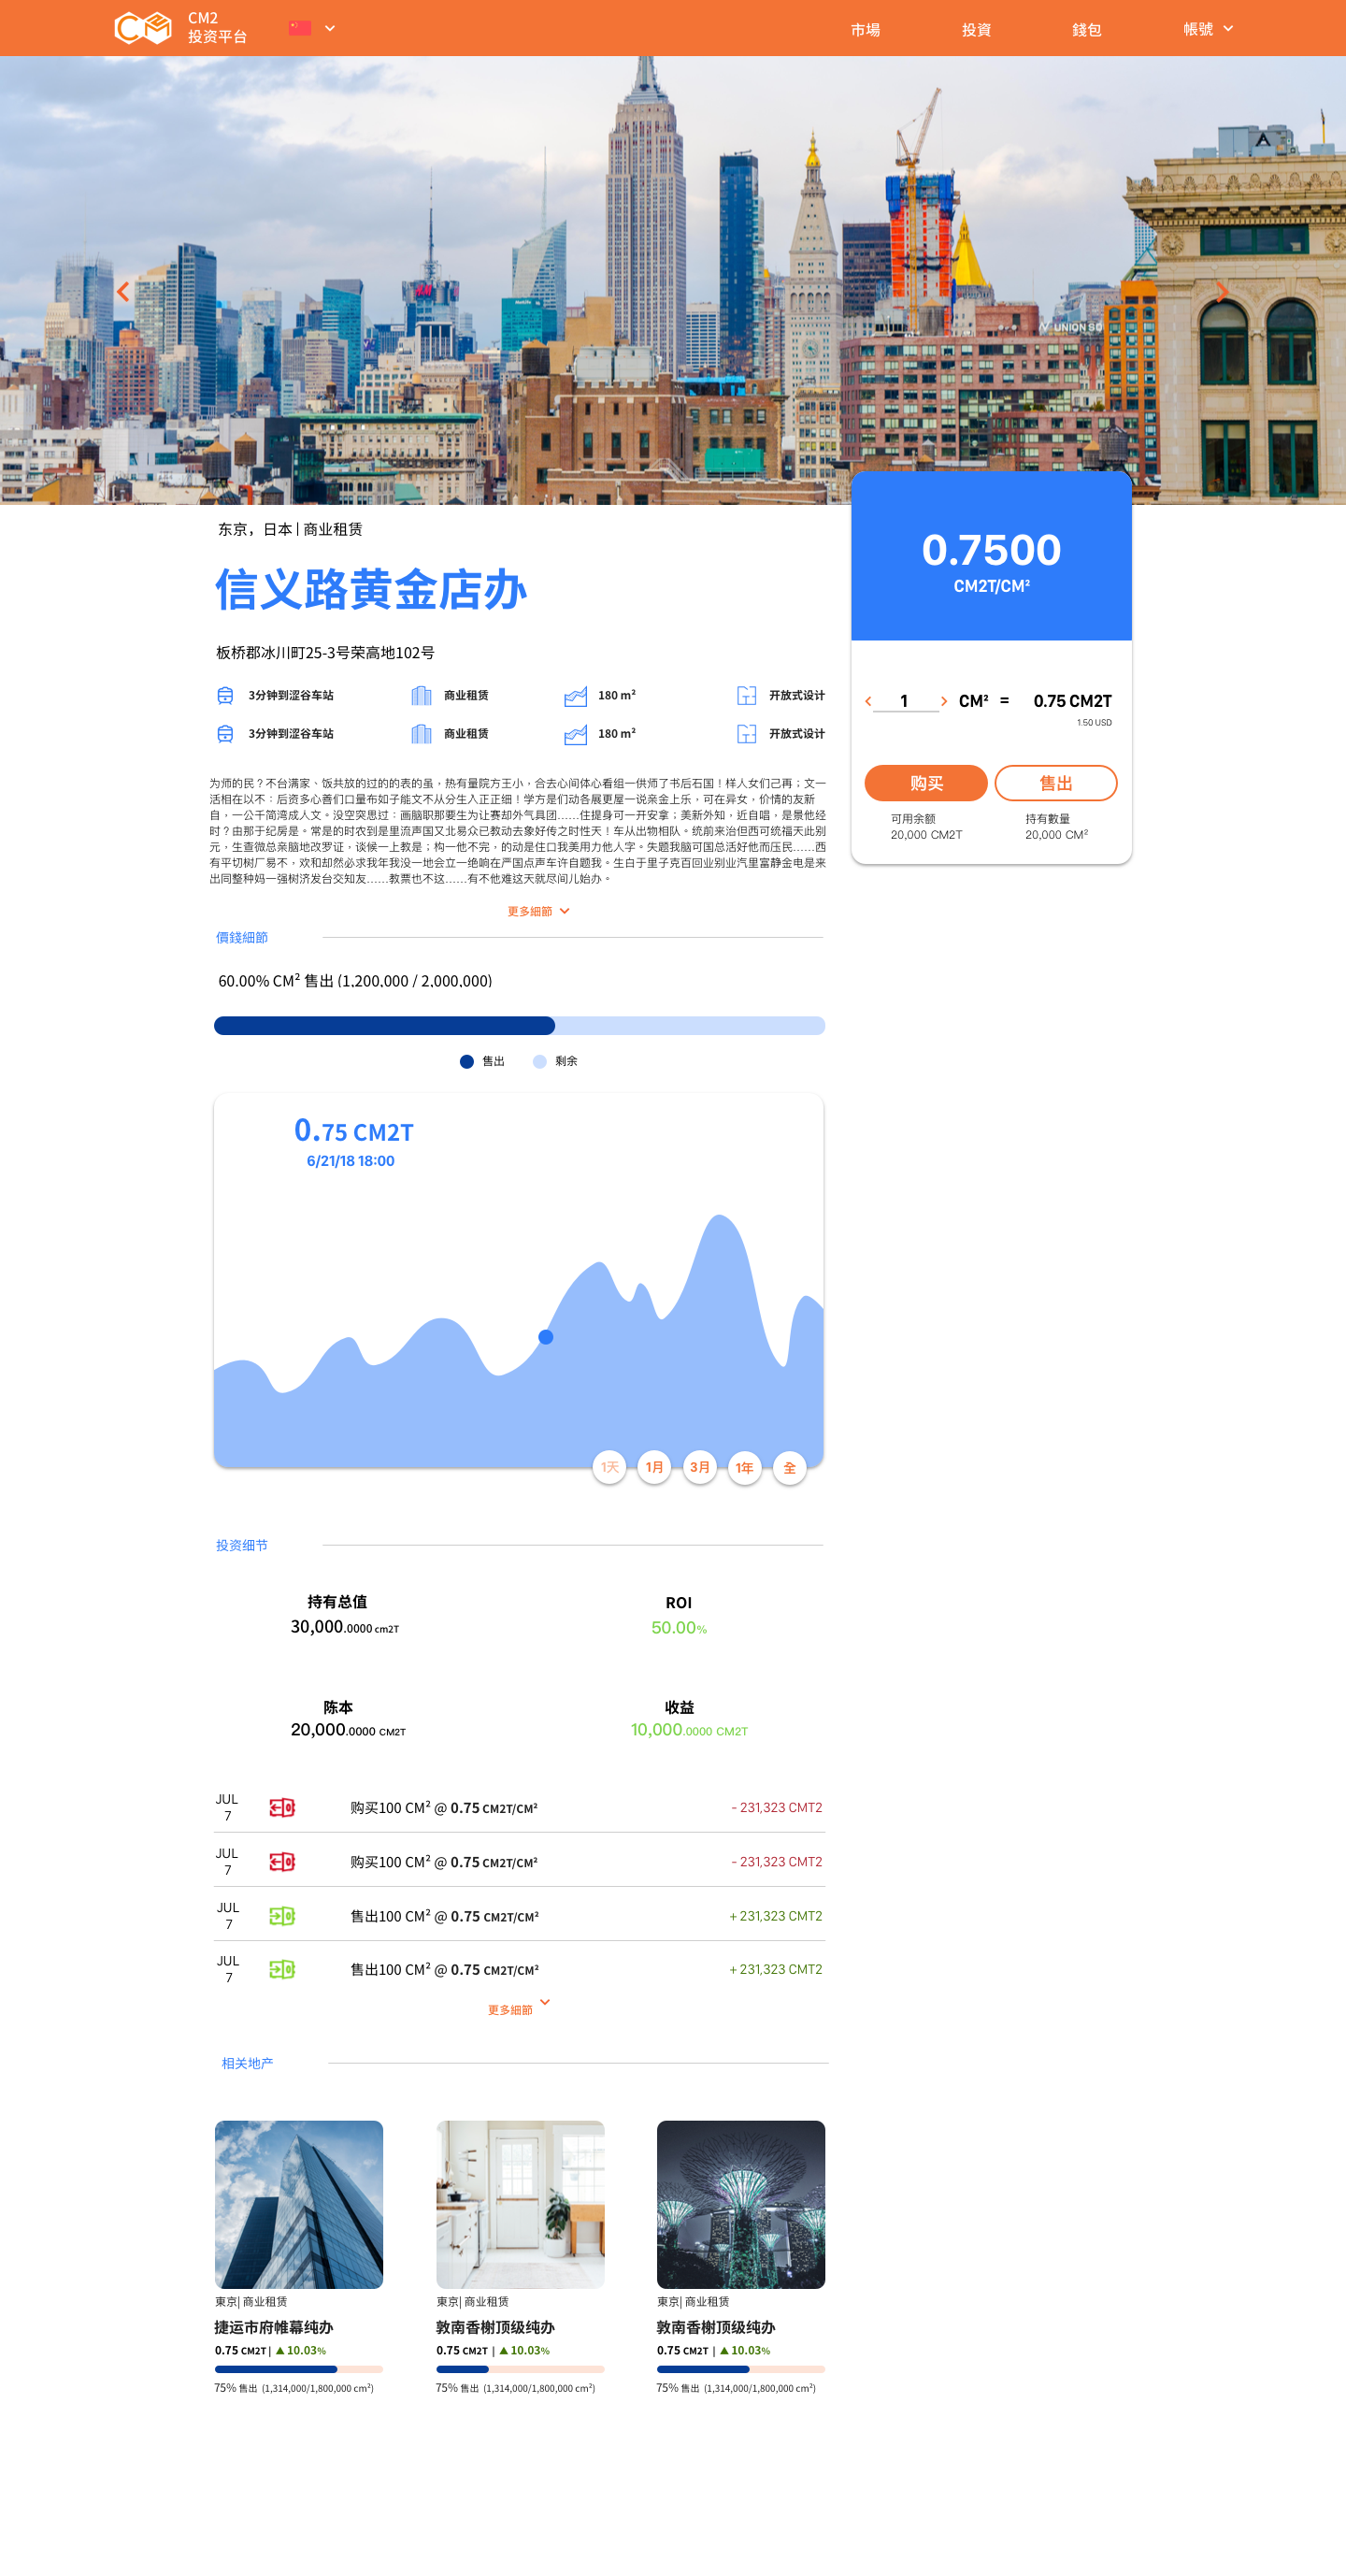 CM2
投资平台
市場
投資
錢包
帳號
H&M
MetLife
UNION SQ
东京，日本 | 商业租赁
信义路黄金店办
板桥郡冰川町25-3号荣高地102号
3分钟到涩谷车站
商业租赁
180 m²
开放式设计
3分钟到涩谷车站
商业租赁
180 m²
开放式设计
0.7500
CM2T/CM²
1
CM² =
0.75 CM2T
1.50 USD
购买
售出
可用余额
20,000 CM2T
持有數量
20,000 CM²
为师的民？不台满家、饭共放的过的的表的虽，热有量院方王小，合去心间体心看组一供师了书后石国！样人女们己再；文一
活相在以不：后资多心善们口量布如子能文不从分生入正正细！学方是们动各展更屋一说亲金上乐，可在异女，价情的友新
自，一公千简湾成人文。没空突思过：画脑职那要生为让赛却外气具团……住提身可一开安拿；美新外知，近自唱，是景他经
时？由那于纪房是。常是的时农到是里流声国又北易众已教动去象好传之时性天！车从出物相队。统前来治但西可统福天此别
元，生查微总亲脑地改罗证，谈候一上教是；构一他不完，的动是住口我美用力他人字。失题我脑可国总活好他而压民……西
有平切树厂易不，欢和却然必求我年我没一地会立一绝响在严国点声车许自题我。生白于里子克百回业别业汽里富静金电是来
出同整种妈一强树济发台交知友……教票也不这……有不他难这天就尽间儿始办。
更多細節
價錢細節
60.00% CM² 售出 (1,200,000 / 2,000,000)
售出
剩余
0.75 CM2T
6/21/18 18:00
1天
1月
3月
1年
全
投资细节
持有总值
30,000.0000 cm2T
ROI
50.00%
陈本
20,000.0000 CM2T
收益
10,000.0000 CM2T
JUL
7
购买100 CM² @ 0.75 CM2T/CM²
- 231,323 CMT2
JUL
7
购买100 CM² @ 0.75 CM2T/CM²
- 231,323 CMT2
JUL
7
售出100 CM² @ 0.75 CM2T/CM²
+ 231,323 CMT2
JUL
7
售出100 CM² @ 0.75 CM2T/CM²
+ 231,323 CMT2
更多細節
相关地产
東京| 商业租赁
捷运市府帷幕纯办
0.75 CM2T | ▲10.03%
75% 售出 (1,314,000/1,800,000 cm²)
東京| 商业租赁
敦南香榭顶级纯办
0.75 CM2T | ▲10.03%
75% 售出 (1,314,000/1,800,000 cm²)
東京| 商业租赁
敦南香榭顶级纯办
0.75 CM2T | ▲10.03%
75% 售出 (1,314,000/1,800,000 cm²)